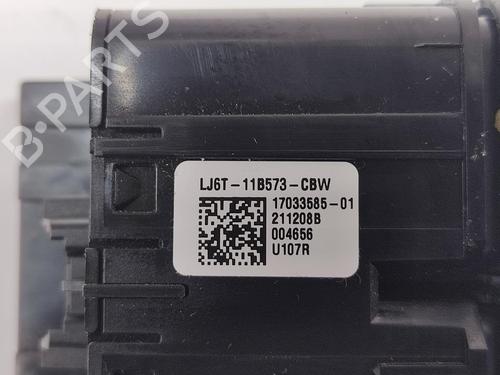 B-PARTS
LJ6T-11B573-CBW
17033585-01
211208B
004656
U107R